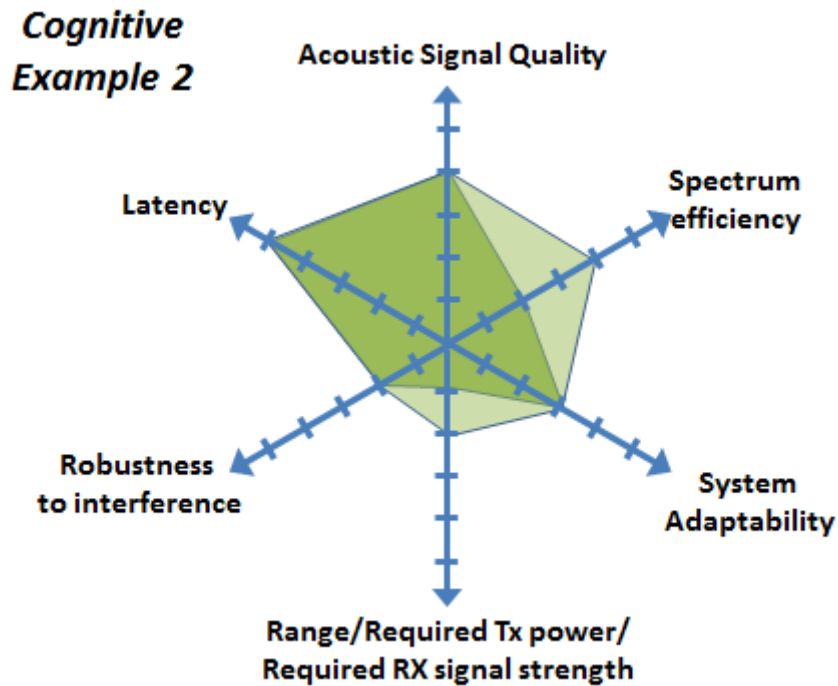 Cognitive
Example 2
Acoustic Signal Quality
Spectrum
efficiency
Latency
Robustness
to interference
System
Adaptability
Range/Required Tx power/
Required RX signal strength